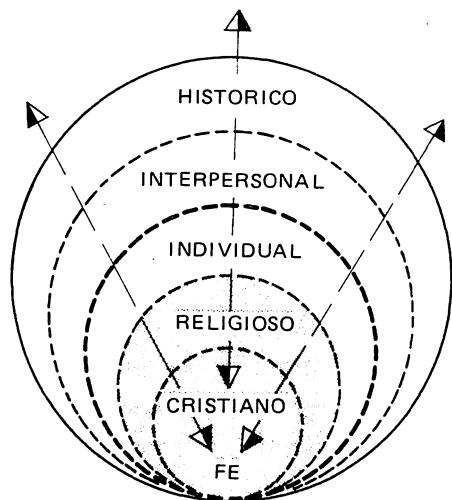 HISTORICO
INTERPERSONAL
INDIVIDUAL
RELIGIOSO
CRISTIANO
FE